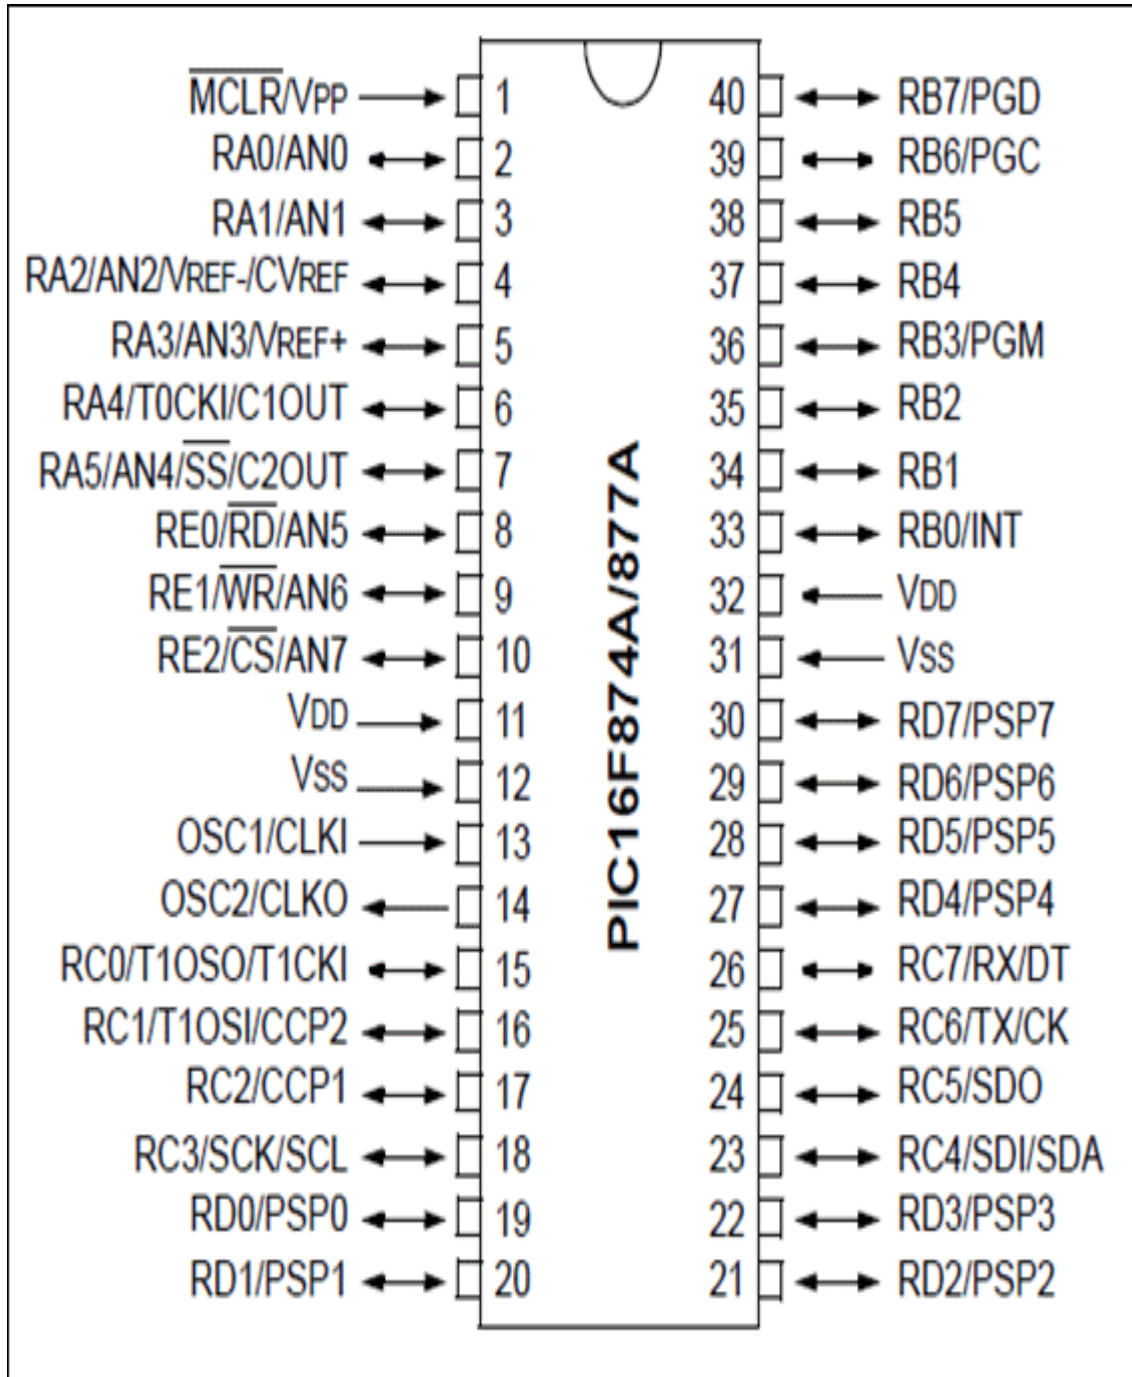 MCLR/VPP 1 40 RB7/PGD
RA0/AN0 2 39 RB6/PGC
RA1/AN1 3 38 RB5
RA2/AN2/VREF-/CVREF 4 37 RB4
RA3/AN3/VREF+ 5 36 RB3/PGM
RA4/T0CKI/C1OUT 6 35 RB2
RA5/AN4/SS/C2OUT 7 34 RB1
RE0/RD/AN5 8 33 RB0/INT
RE1/WR/AN6 9 32 VDD
RE2/CS/AN7 10 31 VSS
VDD 11 30 RD7/PSP7
VSS 12 29 RD6/PSP6
OSC1/CLKI 13 28 RD5/PSP5
OSC2/CLKO 14 27 RD4/PSP4
RC0/T1OSO/T1CKI 15 26 RC7/RX/DT
RC1/T1OSI/CCP2 16 25 RC6/TX/CK
RC2/CCP1 17 24 RC5/SDO
RC3/SCK/SCL 18 23 RC4/SDI/SDA
RD0/PSP0 19 22 RD3/PSP3
RD1/PSP1 20 21 RD2/PSP2
PIC16F874A/877A